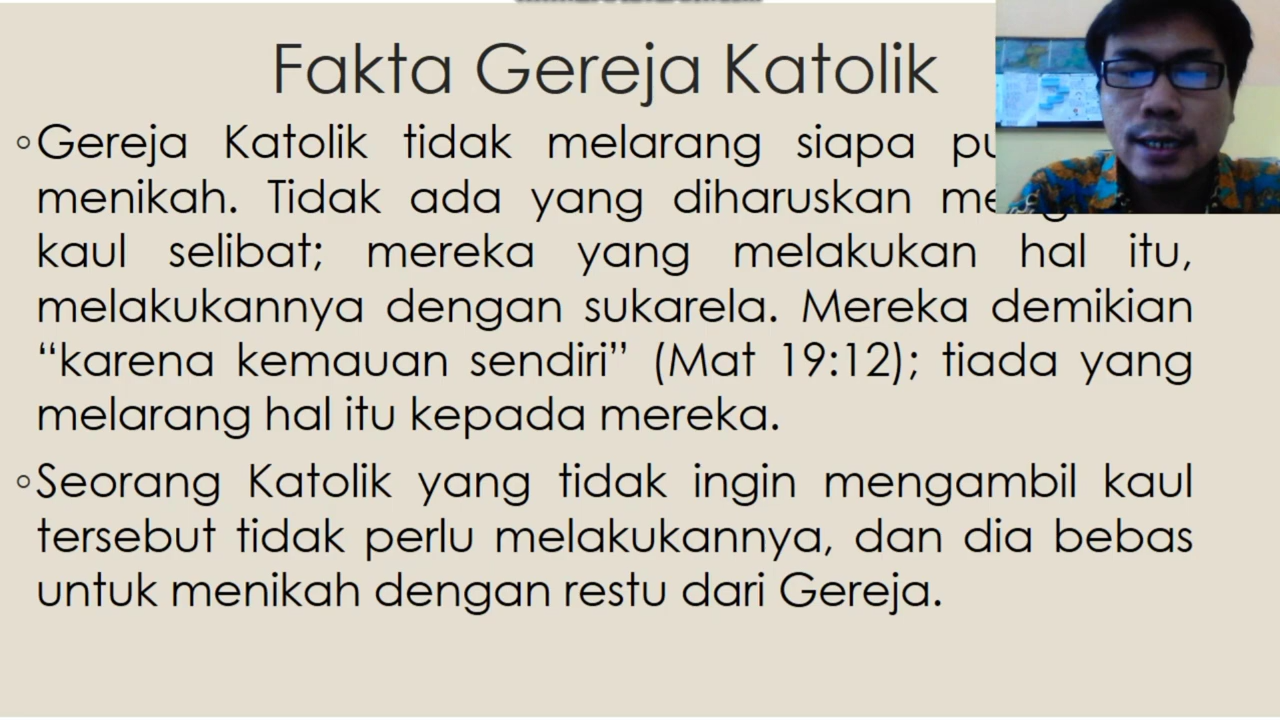 Fakta Gereja Katolik
◦Gereja Katolik tidak melarang siapa
menikah. Tidak ada yang diharuskan
kaul selibat; mereka yang melakukan hal itu,
melakukannya dengan sukarela. Mereka demikian
“karena kemauan sendiri” (Mat 19:12); tiada yang
melarang hal itu kepada mereka.
◦Seorang Katolik yang tidak ingin mengambil kaul
tersebut tidak perlu melakukannya, dan dia bebas
untuk menikah dengan restu dari Gereja.